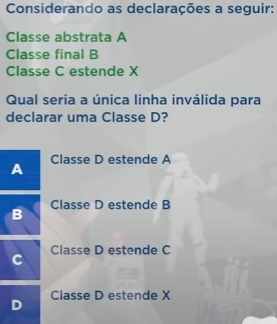 Considerando as declarações a seguir:
Classe abstrata A
Classe final B
Classe C estende X
Qual seria a única linha inválida para
declarar uma Classe D?
A Classe D estende A
B Classe D estende B
C Classe D estende C
D Classe D estende X